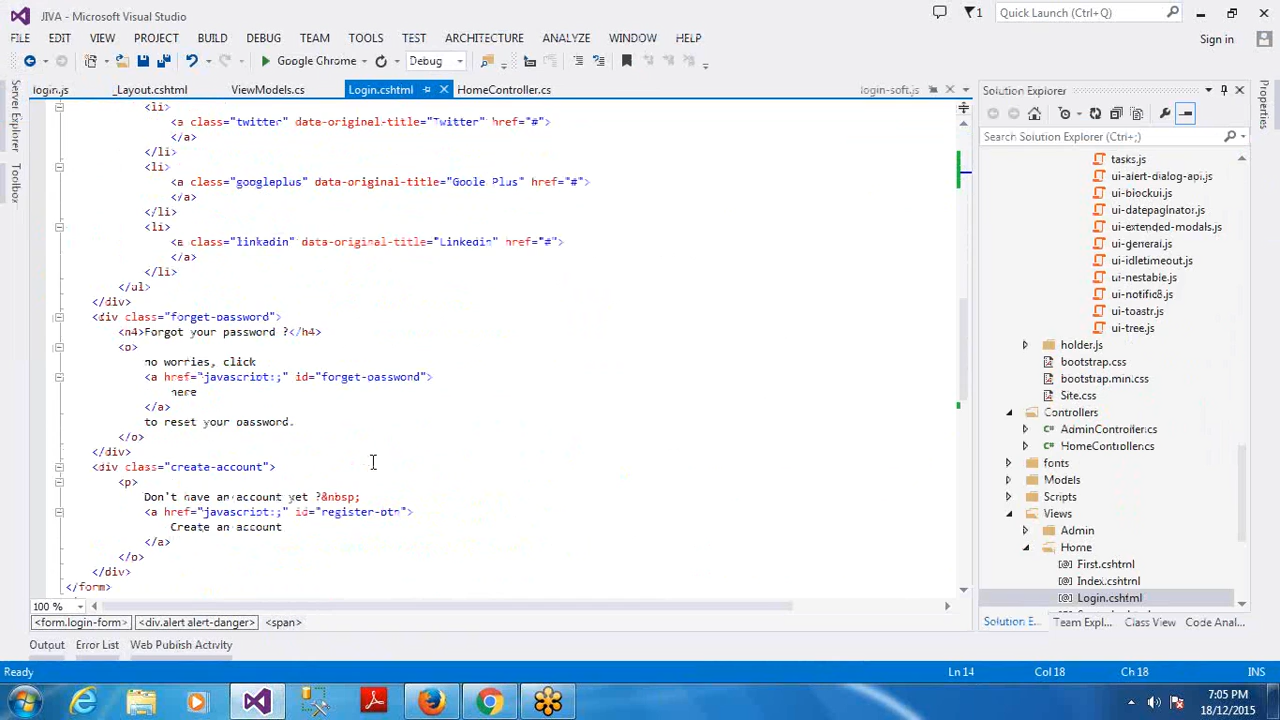 JIVA - Microsoft Visual Studio
1
Quick Launch (Ctrl+Q)
FILE EDIT VIEW PROJECT BUILD DEBUG TEAM TOOLS TEST ARCHITECTURE ANALYZE WINDOW HELP
Sign in
Google Chrome
Debug
login.js
_Layout.cshtml
ViewModels.cs
Login.cshtml
HomeController.cs
login-soft.js
Server Explorer
Toolbox
<li>
<a class="twitter" data-original-title="Twitter" href="#">
</a>
</li>
<li>
<a class="googleplus" data-original-title="Goole Plus" href="#">
</a>
</li>
<li>
<a class="linkedin" data-original-title="Linkedin" href="#">
</a>
</li>
</ul>
</div>
<div class="forget-password">
<h4>Forgot your password ?</h4>
<p>
no worries, click
<a href="javascript:;" id="forget-password">
here
</a>
to reset your password.
</p>
</div>
<div class="create-account">
<p>
Don't have an account yet ?&nbsp;
<a href="javascript:;" id="register-btn">
Create an account
</a>
</p>
</div>
</form>
100 %
<form.login-form>
<div.alert alert-danger>
<span>
Solution Explorer
Search Solution Explorer (Ctrl+;)
tasks.js
ui-alert-dialog-api.js
ui-blockui.js
ui-datepaginator.js
ui-extended-modals.js
ui-general.js
ui-idletimeout.js
ui-nestable.js
ui-notific8.js
ui-toastr.js
ui-tree.js
holder.js
bootstrap.css
bootstrap.min.css
Site.css
Controllers
AdminController.cs
HomeController.cs
fonts
Models
Scripts
Views
Admin
Home
First.cshtml
Index.cshtml
Login.cshtml
Solution E...
Team Expl...
Class View
Code Anal...
Properties
Output
Error List
Web Publish Activity
Ready
Ln 14
Col 18
Ch 18
INS
7:05 PM
18/12/2015